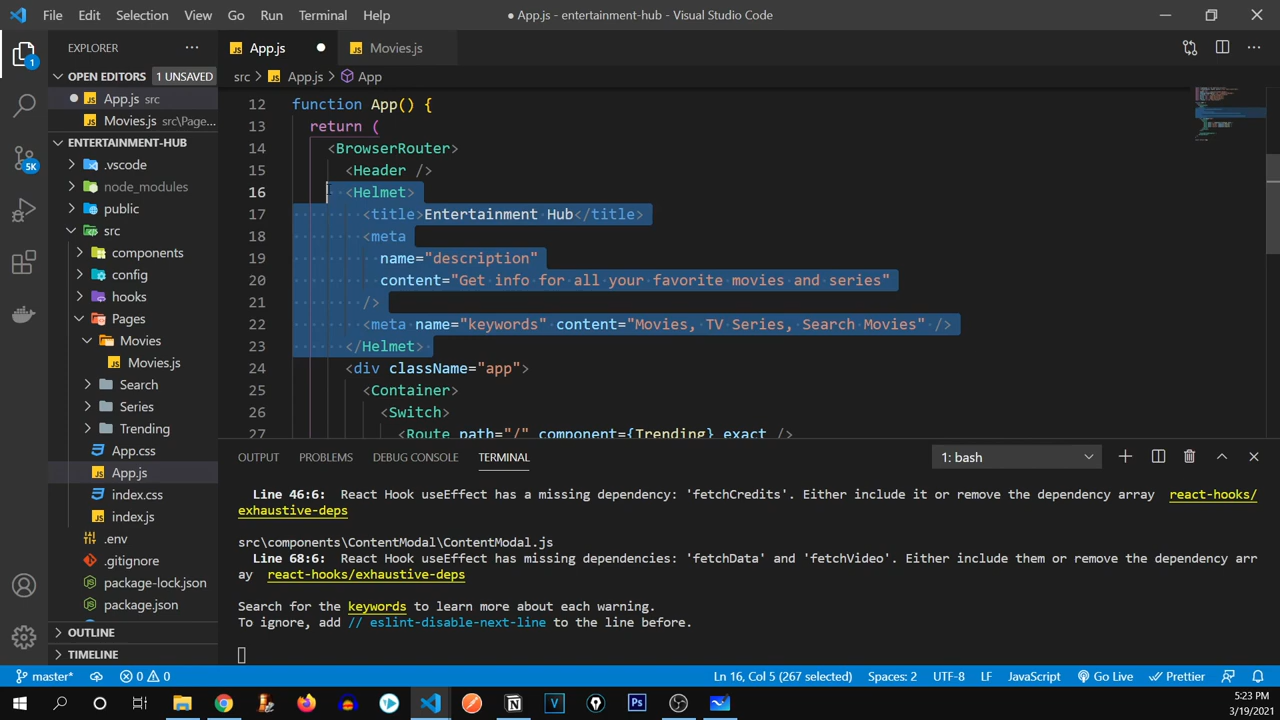 File Edit Selection View Go Run Terminal Help
● App.js - entertainment-hub - Visual Studio Code
EXPLORER ···
OPEN EDITORS 1 UNSAVED
● JS App.js src
JS Movies.js src\Page...
ENTERTAINMENT-HUB
.vscode
node_modules
public
src
components
config
hooks
Pages
Movies
JS Movies.js
Search
Series
Trending
App.css
JS App.js
index.css
JS index.js
.env
.gitignore
package-lock.json
package.json
OUTLINE
TIMELINE
1
5K
JS App.js ● JS Movies.js
src > JS App.js > App
12 function App() {
13 return (
14 <BrowserRouter>
15 <Header />
16 <Helmet>
17 <title>Entertainment Hub</title>
18 <meta
19 name="description"
20 content="Get info for all your favorite movies and series"
21 />
22 <meta name="keywords" content="Movies, TV Series, Search Movies" />
23 </Helmet>
24 <div className="app">
25 <Container>
26 <Switch>
27 <Route path="/" component={Trending} exact />
OUTPUT PROBLEMS DEBUG CONSOLE TERMINAL 1: bash
Line 46:6: React Hook useEffect has a missing dependency: 'fetchCredits'. Either include it or remove the dependency array react-hooks/
exhaustive-deps
src\components\ContentModal\ContentModal.js
Line 68:6: React Hook useEffect has missing dependencies: 'fetchData' and 'fetchVideo'. Either include them or remove the dependency arr
ay react-hooks/exhaustive-deps
Search for the keywords to learn more about each warning.
To ignore, add // eslint-disable-next-line to the line before.
master* 0 0 Ln 16, Col 5 (267 selected) Spaces: 2 UTF-8 LF JavaScript Go Live Prettier
5:23 PM
3/19/2021